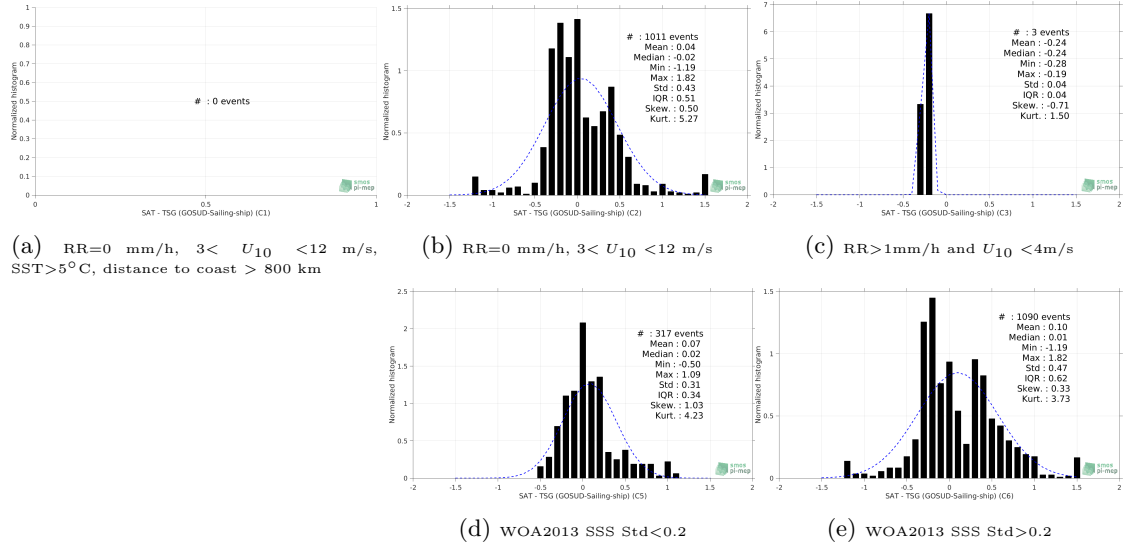 1
0.9
0.8
0.7
0.6
0.5
0.4
0.3
0.2
0.1
0
Normalized histogram
# : 0 events
smos
pi-mep
0 0.5 1
SAT - TSG (GOSUD-Sailing-ship) (C1)
(a) RR=0 mm/h, 3< U10 <12 m/s,
SST>5°C, distance to coast > 800 km
1.5
1
0.5
0
Normalized histogram
# : 1011 events
Mean : 0.04
Median : -0.02
Min : -1.19
Max : 1.82
Std : 0.43
IQR : 0.51
Skew. : 0.50
Kurt. : 5.27
smos
pi-mep
-2 -1.5 -1 -0.5 0 0.5 1 1.5 2
SAT - TSG (GOSUD-Sailing-ship) (C2)
(b) RR=0 mm/h, 3< U10 <12 m/s
7
6
5
4
3
2
1
0
Normalized histogram
# : 3 events
Mean : -0.24
Median : -0.24
Min : -0.28
Max : -0.19
Std : 0.04
IQR : 0.04
Skew. : -0.71
Kurt. : 1.50
smos
pi-mep
-2 -1.5 -1 -0.5 0 0.5 1 1.5 2
SAT - TSG (GOSUD-Sailing-ship) (C3)
(c) RR>1mm/h and U10 <4m/s
2.5
2
1.5
1
0.5
0
Normalized histogram
# : 317 events
Mean : 0.07
Median : 0.02
Min : -0.50
Max : 1.09
Std : 0.31
IQR : 0.34
Skew. : 1.03
Kurt. : 4.23
smos
pi-mep
-2 -1.5 -1 -0.5 0 0.5 1 1.5 2
SAT - TSG (GOSUD-Sailing-ship) (C5)
(d) WOA2013 SSS Std<0.2
1.5
1
0.5
0
Normalized histogram
# : 1090 events
Mean : 0.10
Median : 0.01
Min : -1.19
Max : 1.82
Std : 0.47
IQR : 0.62
Skew. : 0.33
Kurt. : 3.73
smos
pi-mep
-2 -1.5 -1 -0.5 0 0.5 1 1.5 2
SAT - TSG (GOSUD-Sailing-ship) (C6)
(e) WOA2013 SSS Std>0.2